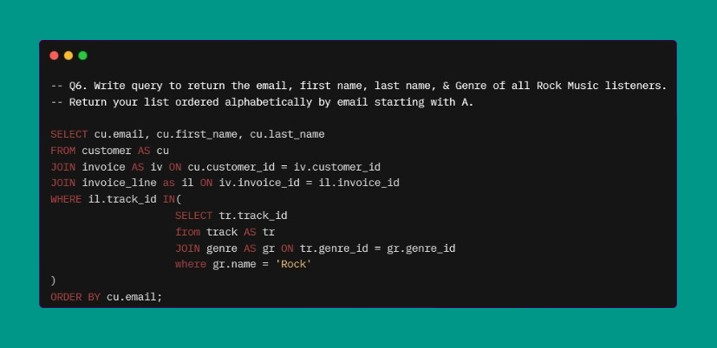 -- Q6. Write query to return the email, first name, last name, & Genre of all Rock Music listeners.
-- Return your list ordered alphabetically by email starting with A.
SELECT cu.email, cu.first_name, cu.last_name
FROM customer AS cu
JOIN invoice AS iv ON cu.customer_id = iv.customer_id
JOIN invoice_line as il ON iv.invoice_id = il.invoice_id
WHERE il.track_id IN(
SELECT tr.track_id
from track AS tr
JOIN genre AS gr ON tr.genre_id = gr.genre_id
where gr.name = 'Rock'
)
ORDER BY cu.email;